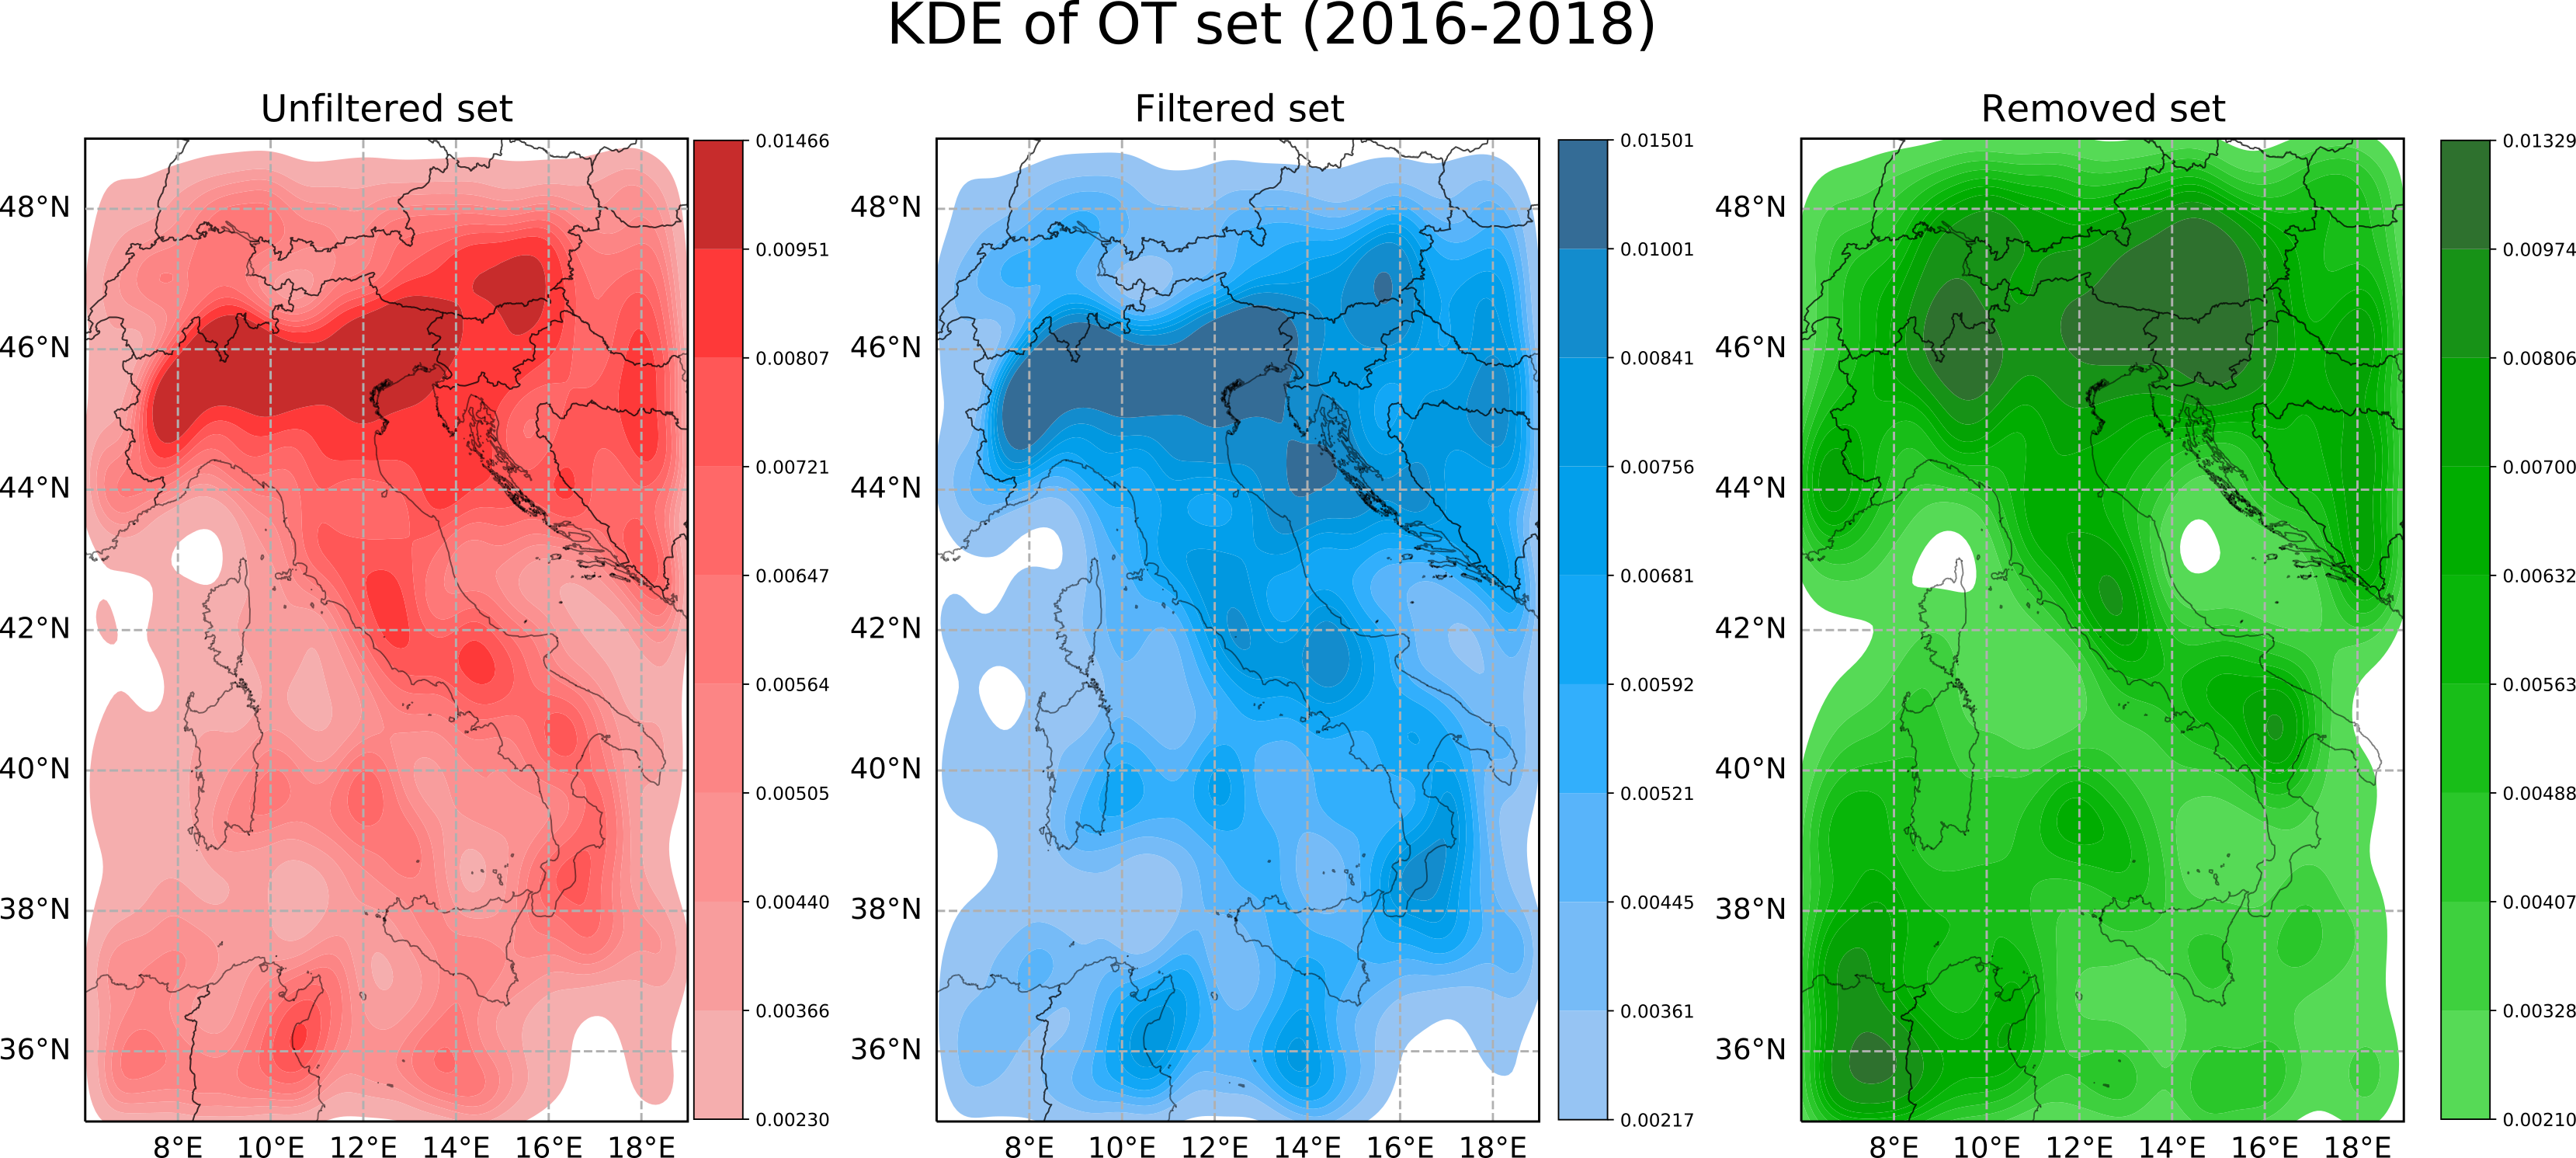 KDE of OT set (2016-2018)
Unfiltered set
48°N
46°N
44°N
42°N
40°N
38°N
36°N
8°E 10°E 12°E 14°E 16°E 18°E
0.01466
0.00951
0.00807
0.00721
0.00647
0.00564
0.00505
0.00440
0.00366
0.00230
Filtered set
48°N
46°N
44°N
42°N
40°N
38°N
36°N
8°E 10°E 12°E 14°E 16°E 18°E
0.01501
0.01001
0.00841
0.00756
0.00681
0.00592
0.00521
0.00445
0.00361
0.00217
Removed set
48°N
46°N
44°N
42°N
40°N
38°N
36°N
8°E 10°E 12°E 14°E 16°E 18°E
0.01329
0.00974
0.00806
0.00700
0.00632
0.00563
0.00488
0.00407
0.00328
0.00210